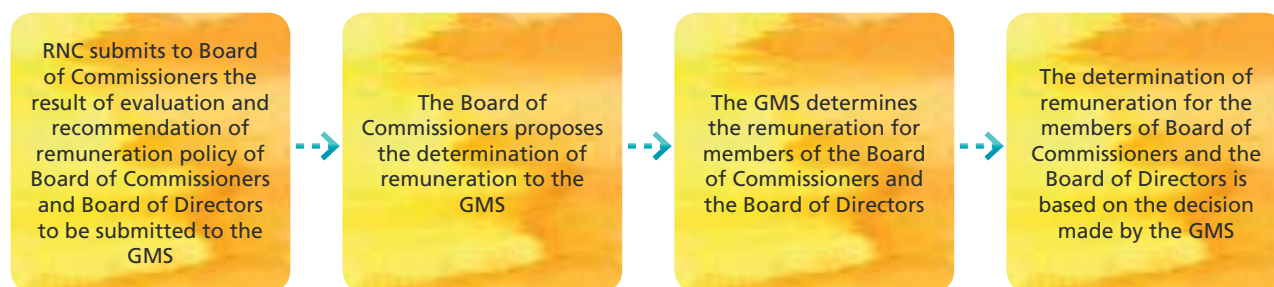 RNC submits to Board
of Commissioners the
result of evaluation and
recommendation of
remuneration policy of
Board of Commissioners
and Board of Directors
to be submitted to the
GMS
The Board of
Commissioners proposes
the determination of
remuneration to the
GMS
The GMS determines
the remuneration for
members of the Board
of Commissioners and
the Board of Directors
The determination of
remuneration for the
members of Board of
Commissioners and the
Board of Directors is
based on the decision
made by the GMS